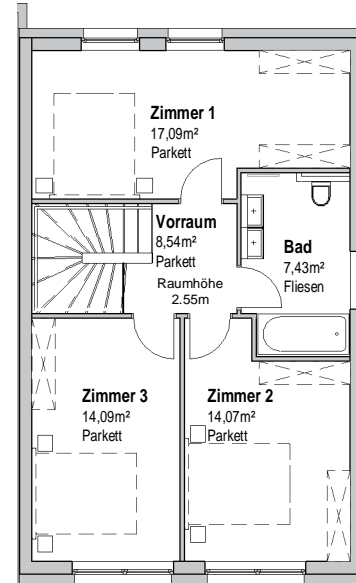 Zimmer 1
17,09m²
Parkett
Vorraum
8,54m²
Parkett
Raumhöhe
2.55m
Bad
7,43m²
Fliesen
Zimmer 3
14,09m²
Parkett
Zimmer 2
14,07m²
Parkett